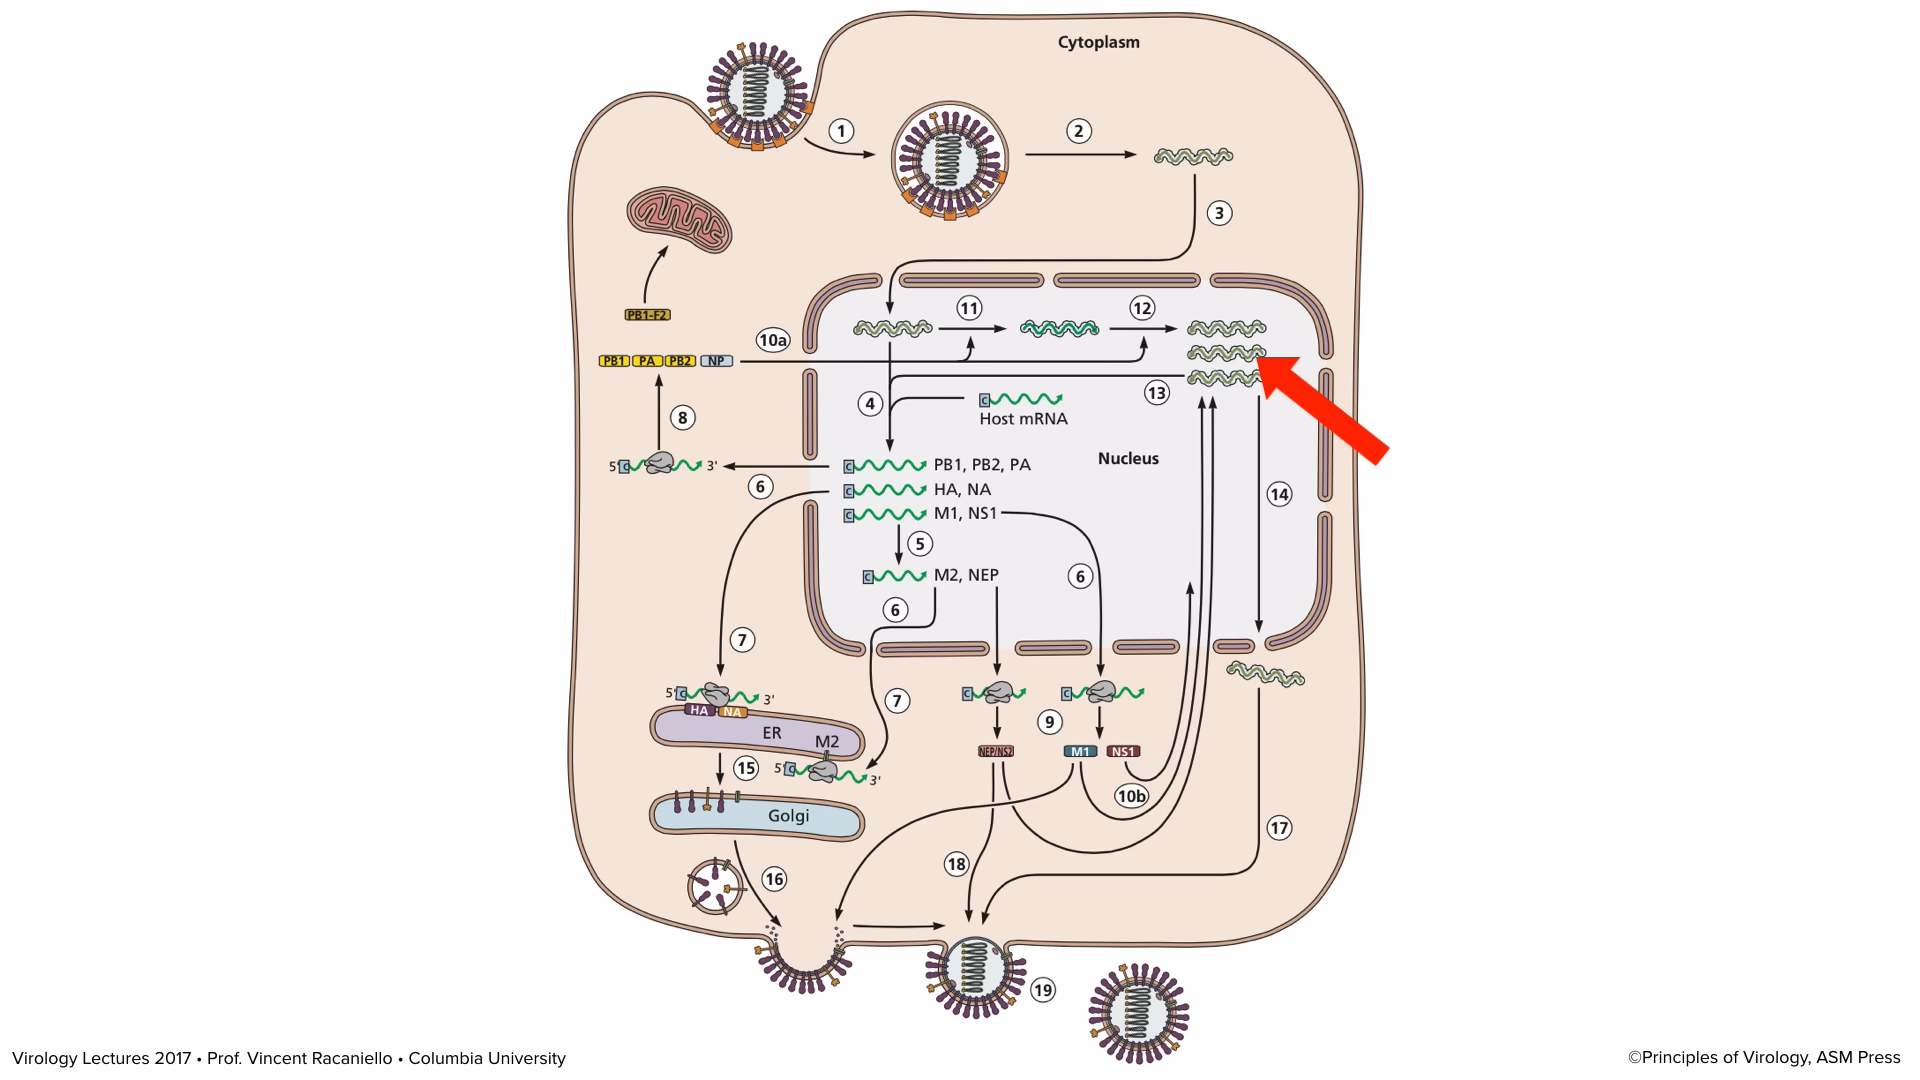 Cytoplasm
1
2
3
PB1-F2
10a
11
12
PB1 PA PB2 NP
13
4
C
Host mRNA
8
Nucleus
5' C 3'
6
C PB1, PB2, PA
C HA, NA
C M1, NS1
14
5
C M2, NEP
6
6
7
5' C 3'
HA NA
ER
M2
7
C
C
9
NEP/NS2
M1 NS1
15
5' C 3'
10b
Golgi
16
18
17
19
Virology Lectures 2017 • Prof. Vincent Racaniello • Columbia University
©Principles of Virology, ASM Press